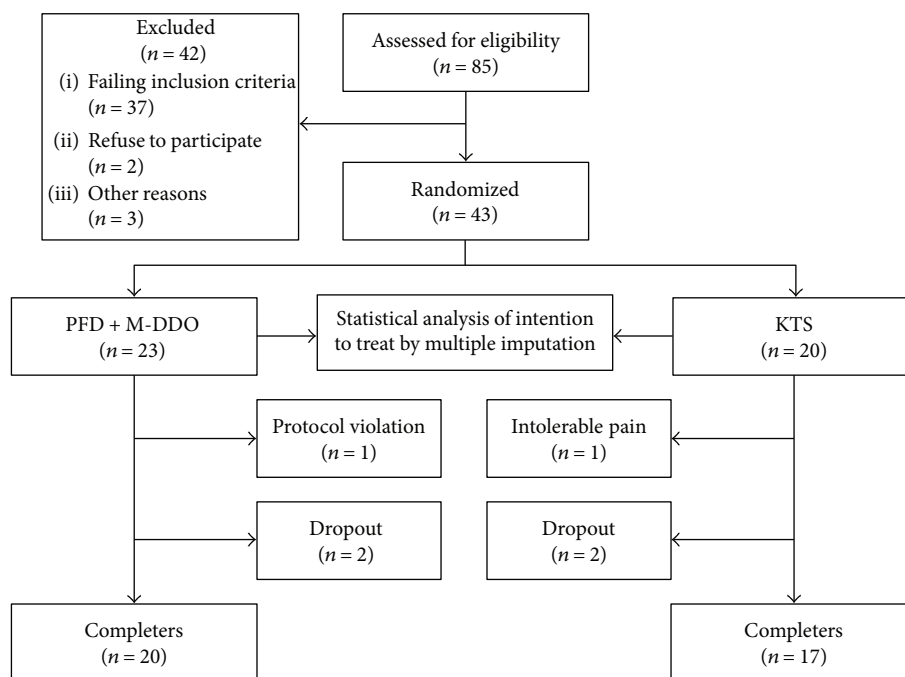 Excluded
(n = 42)
(i) Failing inclusion criteria
(n = 37)
(ii) Refuse to participate
(n = 2)
(iii) Other reasons
(n = 3)
Assessed for eligibility
(n = 85)
Randomized
(n = 43)
PFD + M-DDO
(n = 23)
Statistical analysis of intention
to treat by multiple imputation
KTS
(n = 20)
Protocol violation
(n = 1)
Intolerable pain
(n = 1)
Dropout
(n = 2)
Dropout
(n = 2)
Completers
(n = 20)
Completers
(n = 17)